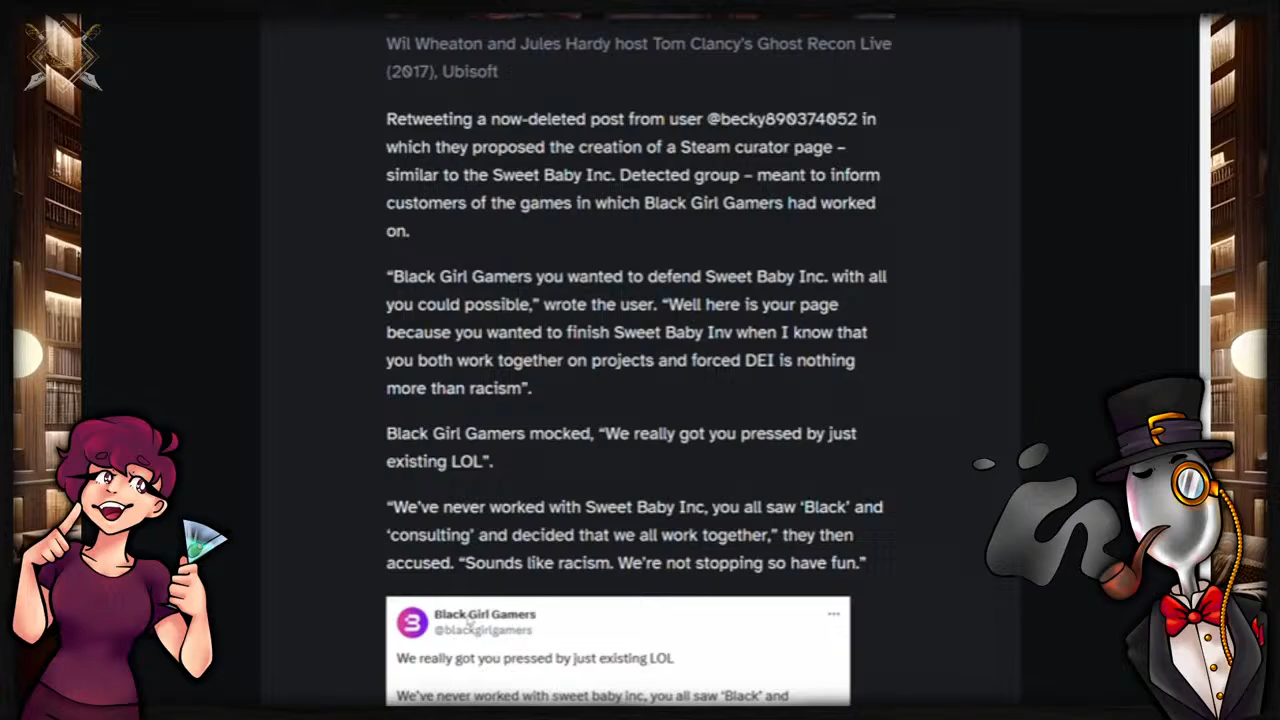 Wil Wheaton and Jules Hardy host Tom Clancy's Ghost Recon Live
(2017), Ubisoft
Retweeting a now-deleted post from user @becky890374052 in
which they proposed the creation of a Steam curator page –
similar to the Sweet Baby Inc. Detected group – meant to inform
customers of the games in which Black Girl Gamers had worked
on.
“Black Girl Gamers you wanted to defend Sweet Baby Inc. with all
you could possible,” wrote the user. “Well here is your page
because you wanted to finish Sweet Baby Inv when I know that
you both work together on projects and forced DEI is nothing
more than racism”.
Black Girl Gamers mocked, “We really got you pressed by just
existing LOL”.
“We've never worked with Sweet Baby Inc, you all saw ‘Black’ and
‘consulting’ and decided that we all work together,” they then
accused. “Sounds like racism. We're not stopping so have fun.”
Black Girl Gamers
@blackgirlgamers
We really got you pressed by just existing LOL
We've never worked with sweet baby inc, you all saw ‘Black’ and